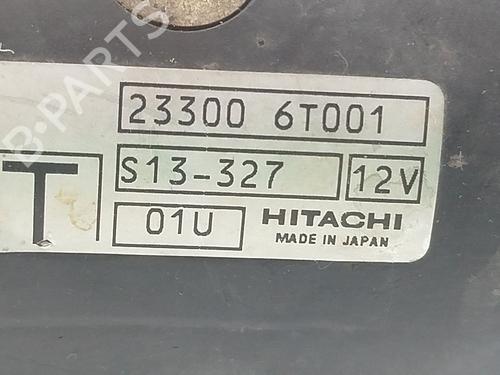 B-PARTS
23300 6T001
T
S13-327 12V
01U HITACHI
MADE IN JAPAN